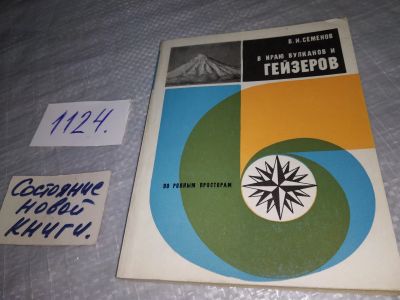 1124.
Состояние
новой
книги.
В. И. СЕМЕНОВ
В КРАЮ ВУЛКАНОВ И
ГЕЙЗЕРОВ
ПО РОДНЫМ ПРОСТОРАМ